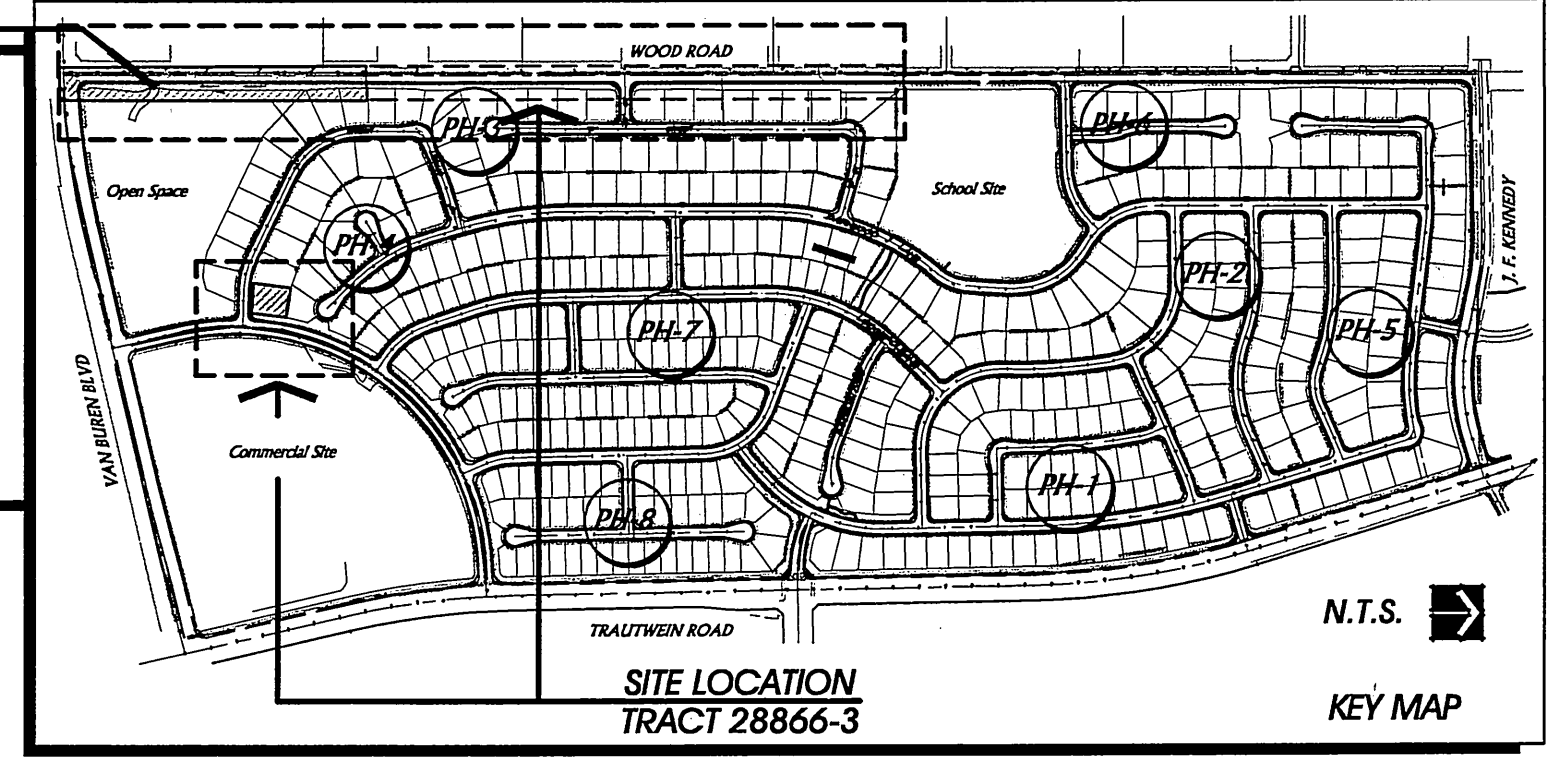 WOOD ROAD
PH-
PH-6
Open Space
School Site
J. F. KENNEDY
PH-4
PH-2
PH-7
PH-5
VAN BUREN BLVD
Commercial Site
PH-1
PH-8
N.T.S.
TRAUTWEIN ROAD
SITE LOCATION
TRACT 28866-3
KEY MAP